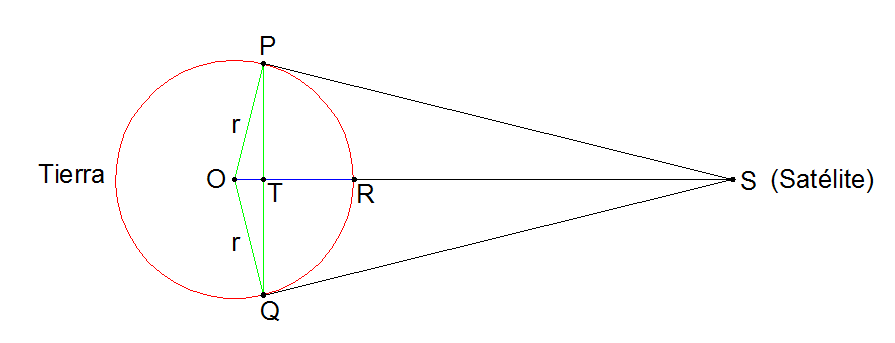 P
r
Tierra
O
T
R
S (Satélite)
r
Q